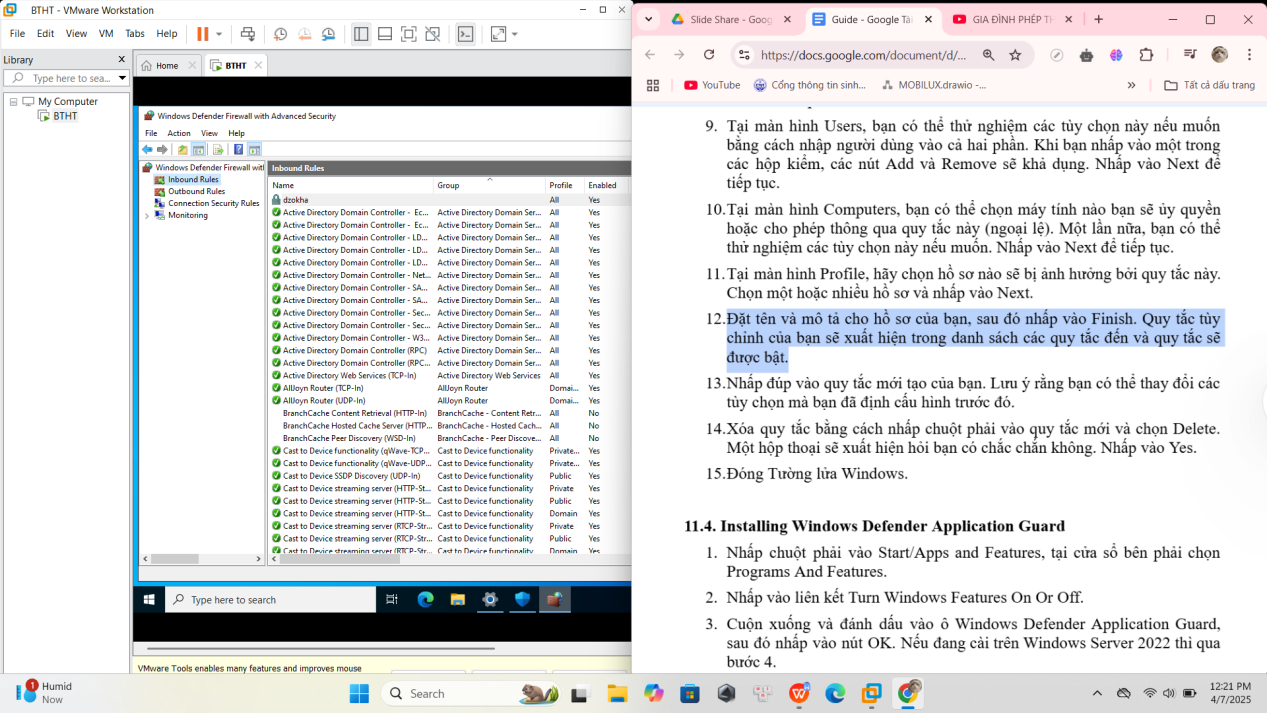 BTHT - VMware Workstation
File Edit View VM Tabs Help
Library
Type here to sea...
My Computer
BTHT
Home
BTHT
Windows Defender Firewall with Advanced Security
File Action View Help
Windows Defender Firewall witl
Inbound Rules
Outbound Rules
Connection Security Rules
Monitoring
Inbound Rules
Name Group Profile Enabled
dzokha All Yes
Active Directory Domain Controller - Ec... Active Directory Domain Ser... All Yes
Active Directory Domain Controller - Ec... Active Directory Domain Ser... All Yes
Active Directory Domain Controller - LD... Active Directory Domain Ser... All Yes
Active Directory Domain Controller - LD... Active Directory Domain Ser... All Yes
Active Directory Domain Controller - LD... Active Directory Domain Ser... All Yes
Active Directory Domain Controller - Net... Active Directory Domain Ser... All Yes
Active Directory Domain Controller - SA... Active Directory Domain Ser... All Yes
Active Directory Domain Controller - SA... Active Directory Domain Ser... All Yes
Active Directory Domain Controller - Sec... Active Directory Domain Ser... All Yes
Active Directory Domain Controller - Sec... Active Directory Domain Ser... All Yes
Active Directory Domain Controller - W3... Active Directory Domain Ser... All Yes
Active Directory Domain Controller (RPC) Active Directory Domain Ser... All Yes
Active Directory Domain Controller (RPC... Active Directory Domain Ser... All Yes
Active Directory Web Services (TCP-In) Active Directory Web Services All Yes
AllJoyn Router (TCP-In) AllJoyn Router Domai... Yes
AllJoyn Router (UDP-In) AllJoyn Router Domai... Yes
BranchCache Content Retrieval (HTTP-In) BranchCache - Content Retr... All No
BranchCache Hosted Cache Server (HTTP... BranchCache - Hosted Cach... All No
BranchCache Peer Discovery (WSD-In) BranchCache - Peer Discove... All No
Cast to Device functionality (qWave-TCP... Cast to Device functionality Private... Yes
Cast to Device functionality (qWave-UDP... Cast to Device functionality Private... Yes
Cast to Device SSDP Discovery (UDP-In) Cast to Device functionality Public Yes
Cast to Device streaming server (HTTP-St... Cast to Device functionality Private Yes
Cast to Device streaming server (HTTP-St... Cast to Device functionality Public Yes
Cast to Device streaming server (HTTP-St... Cast to Device functionality Domain Yes
Cast to Device streaming server (RTCP-Str... Cast to Device functionality Private Yes
Cast to Device streaming server (RTCP-Str... Cast to Device functionality Public Yes
Cast to Device streaming server (RTCP-Str... Cast to Device functionality Domain Yes
Type here to search
VMware Tools enables many features and improves mouse
Slide Share - Goog
Guide - Google Tài
GIA ĐÌNH PHÉP TH
https://docs.google.com/document/d/...
YouTube
Cổng thông tin sinh...
MOBILUX.drawio -...
Tất cả dấu trang
9. Tại màn hình Users, bạn có thể thử nghiệm các tùy chọn này nếu muốn
bằng cách nhập người dùng vào cả hai phần. Khi bạn nhấp vào một trong
các hộp kiểm, các nút Add và Remove sẽ khả dụng. Nhấp vào Next để
tiếp tục.
10.Tại màn hình Computers, bạn có thể chọn máy tính nào bạn sẽ ủy quyền
hoặc cho phép thông qua quy tắc này (ngoại lệ). Một lần nữa, bạn có thể
thử nghiệm các tùy chọn này nếu muốn. Nhấp vào Next để tiếp tục.
11.Tại màn hình Profile, hãy chọn hồ sơ nào sẽ bị ảnh hưởng bởi quy tắc này.
Chọn một hoặc nhiều hồ sơ và nhấp vào Next.
12.Đặt tên và mô tả cho hồ sơ của bạn, sau đó nhấp vào Finish. Quy tắc tùy
chỉnh của bạn sẽ xuất hiện trong danh sách các quy tắc đến và quy tắc sẽ
được bật.
13.Nhấp đúp vào quy tắc mới tạo của bạn. Lưu ý rằng bạn có thể thay đổi các
tùy chọn mà bạn đã định cấu hình trước đó.
14.Xóa quy tắc bằng cách nhấp chuột phải vào quy tắc mới và chọn Delete.
Một hộp thoại sẽ xuất hiện hỏi bạn có chắc chắn không. Nhấp vào Yes.
15.Đóng Tường lửa Windows.
11.4. Installing Windows Defender Application Guard
1. Nhấp chuột phải vào Start/Apps and Features, tại cửa sổ bên phải chọn
Programs And Features.
2. Nhấp vào liên kết Turn Windows Features On Or Off.
3. Cuộn xuống và đánh dấu vào ô Windows Defender Application Guard,
sau đó nhấp vào nút OK. Nếu đang cài trên Windows Server 2022 thì qua
bước 4.
1
Humid
Now
Search
12:21 PM
4/7/2025